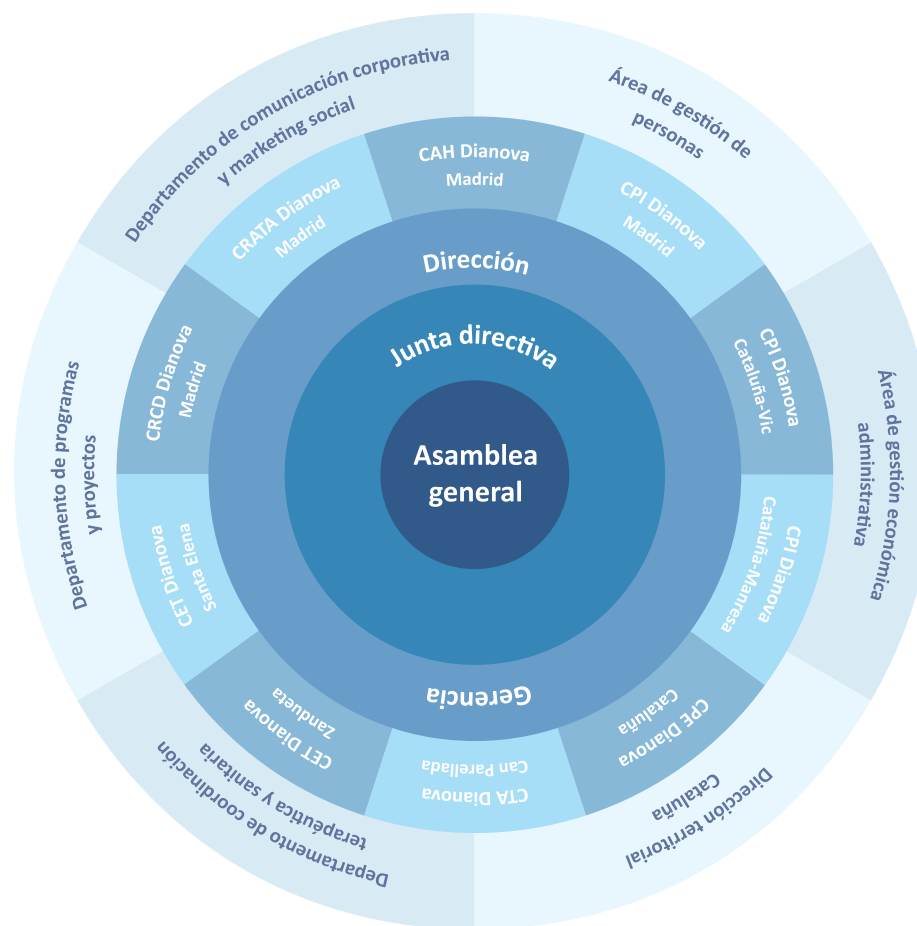 Asamblea
general
Junta directiva
Dirección
Gerencia
CAH Dianova
Madrid
CPI Dianova
Madrid
CPI Dianova
Cataluña-Vic
CPI Dianova
Cataluña-Manresa
CPE Dianova
Cataluña
CTA Dianova
Can Parellada
CET Dianova
Zandueta
CET Dianova
Santa Elena
CRCD Dianova
Madrid
CRATA Dianova
Madrid
Área de gestión de
personas
Área de gestión económica
administrativa
Dirección territorial
Cataluña
Departamento de coordinación
terapéutica y sanitaria
Departamento de programas
y proyectos
Departamento de comunicación corporativa
y marketing social